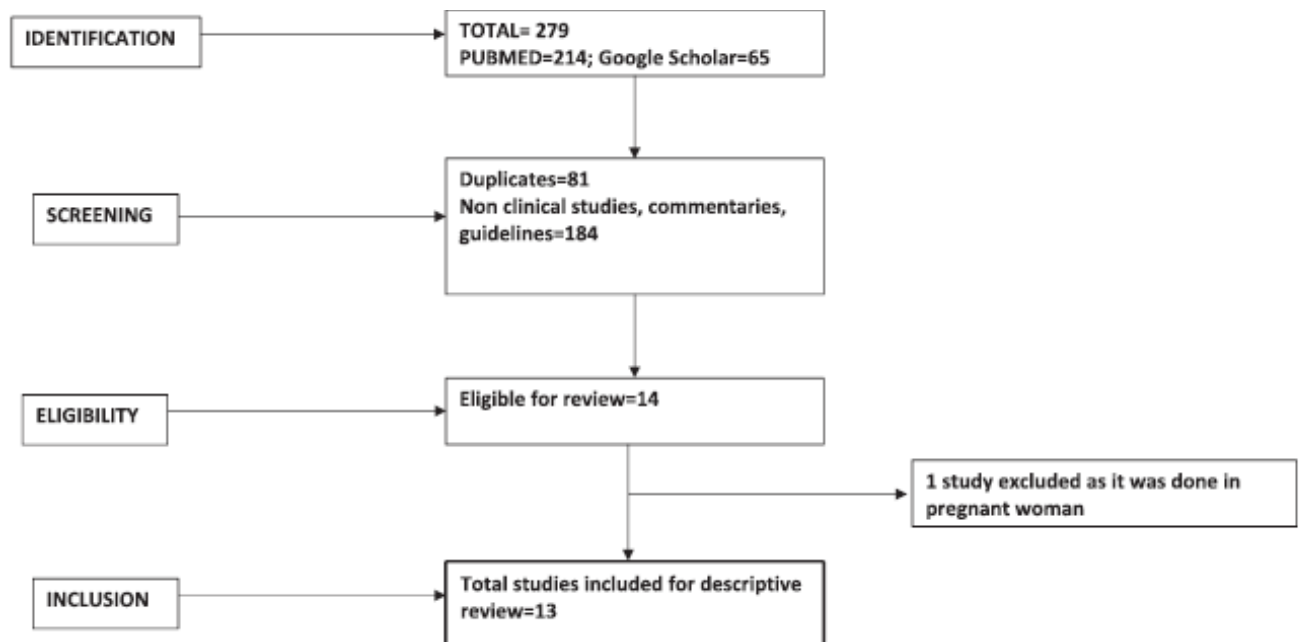 IDENTIFICATION
TOTAL= 279
PUBMED=214; Google Scholar=65
SCREENING
Duplicates=81
Non clinical studies, commentaries,
guidelines=184
ELIGIBILITY
Eligible for review=14
1 study excluded as it was done in
pregnant woman
INCLUSION
Total studies included for descriptive
review=13